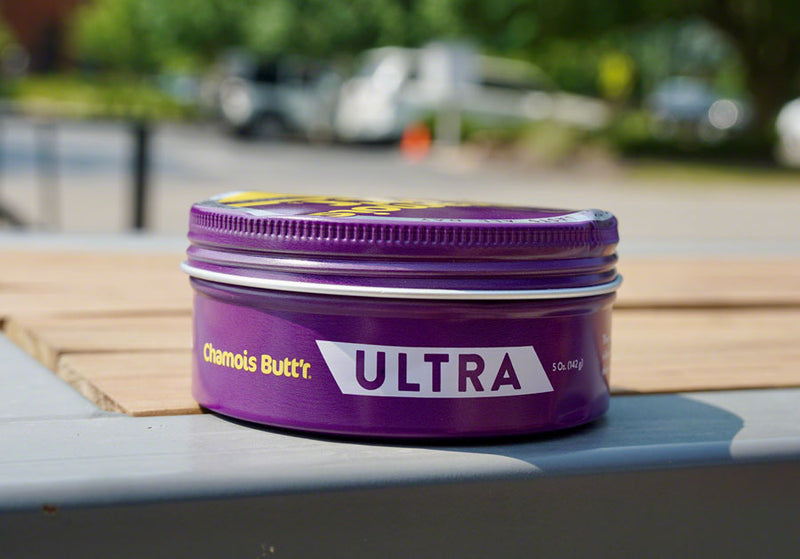 Chamois Butt'r.
ULTRA
5 Oz. (142 g)